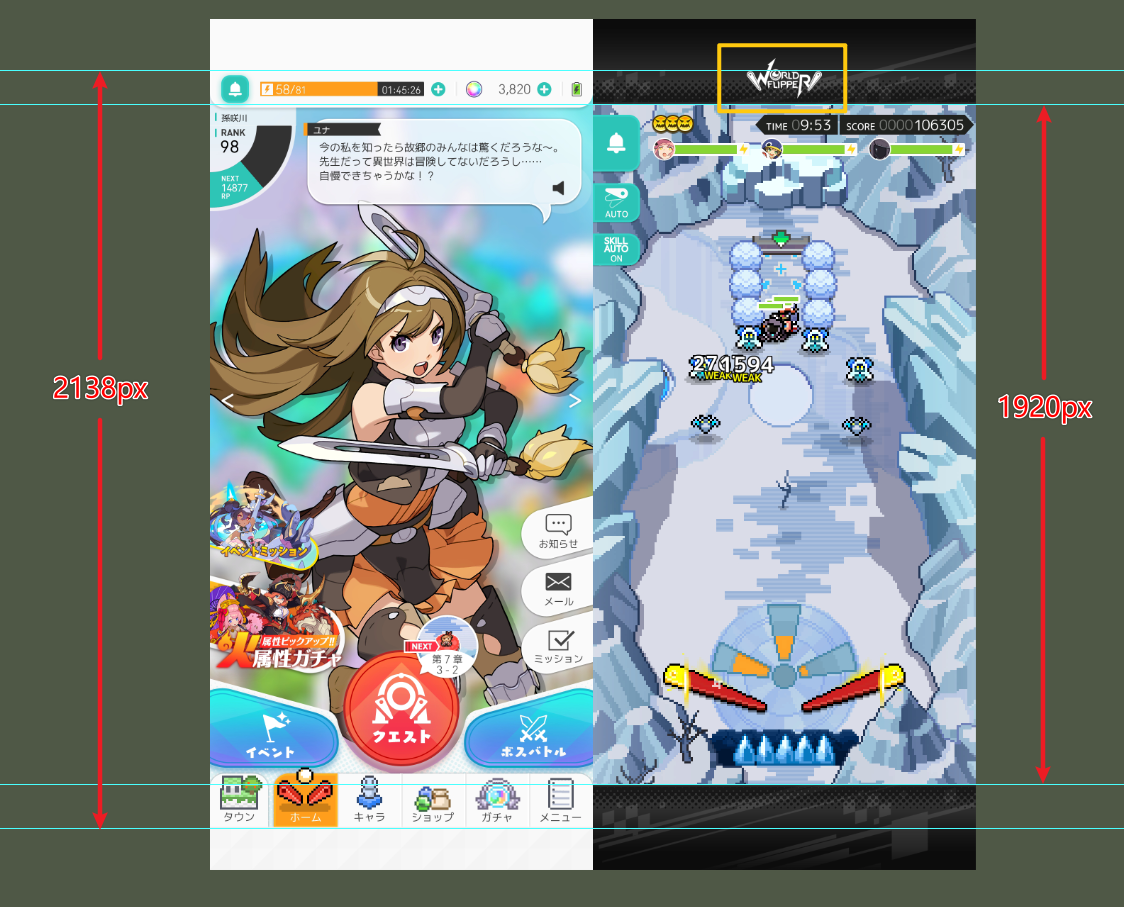 58/81
01:45:26
3,820
孫咲川
RANK
98
NEXT
14877
RP
ユナ
今の私を知ったら故郷のみんなは驚くだろうな～。
先生だって異世界は冒険してないだろうし……
自慢できちゃうかな！？
2138px
<
>
イベントミッション
属性ピックアップ!!
火属性ガチャ
お知らせ
メール
ミッション
NEXT
第7章
3-2
イベント
クエスト
ボスバトル
タウン
ホーム
キャラ
ショップ
ガチャ
メニュー
WORLD
FLIPPER
TIME 09:53
SCORE 0000106305
AUTO
SKILL
AUTO
ON
271594
WEAK WEAK
1920px